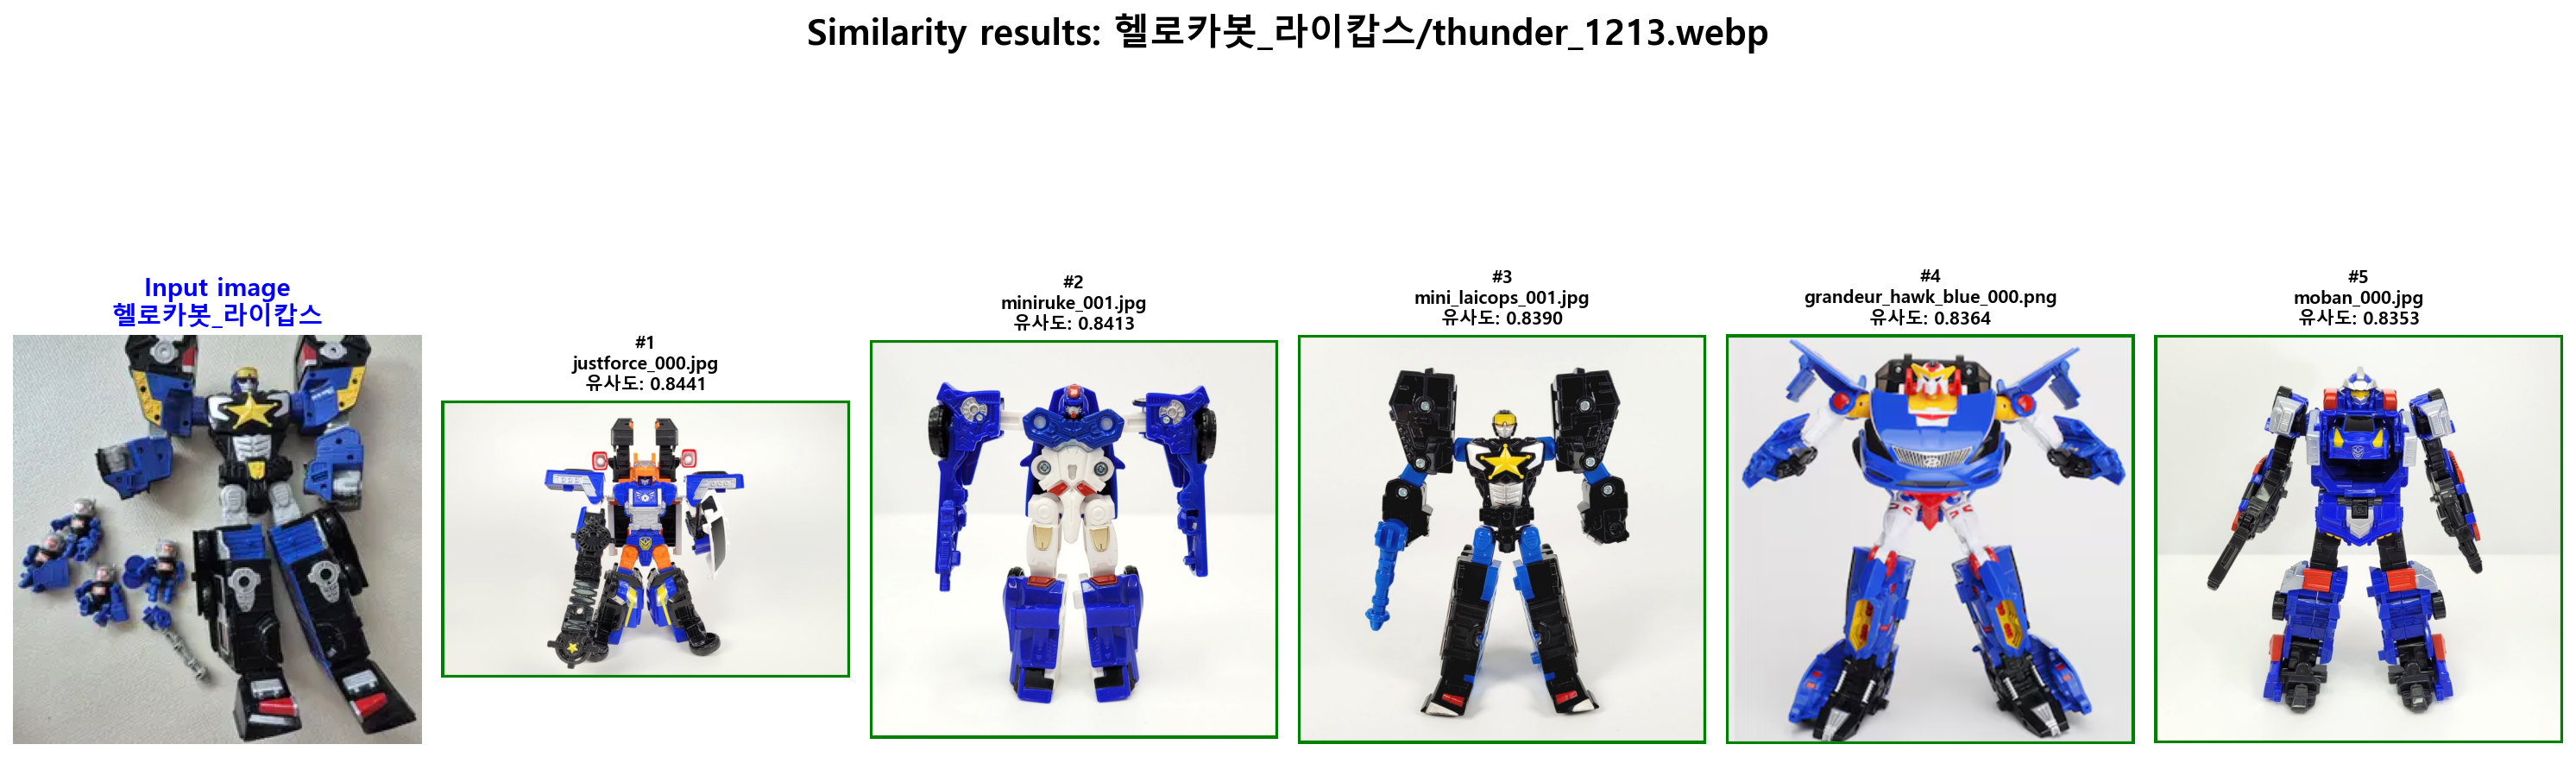 Similarity results: 헬로카봇_라이캅스/thunder_1213.webp
Input image
헬로카봇_라이캅스
#1
justforce_000.jpg
유사도: 0.8441
#2
miniruke_001.jpg
유사도: 0.8413
#3
mini_laicops_001.jpg
유사도: 0.8390
#4
grandeur_hawk_blue_000.png
유사도: 0.8364
#5
moban_000.jpg
유사도: 0.8353